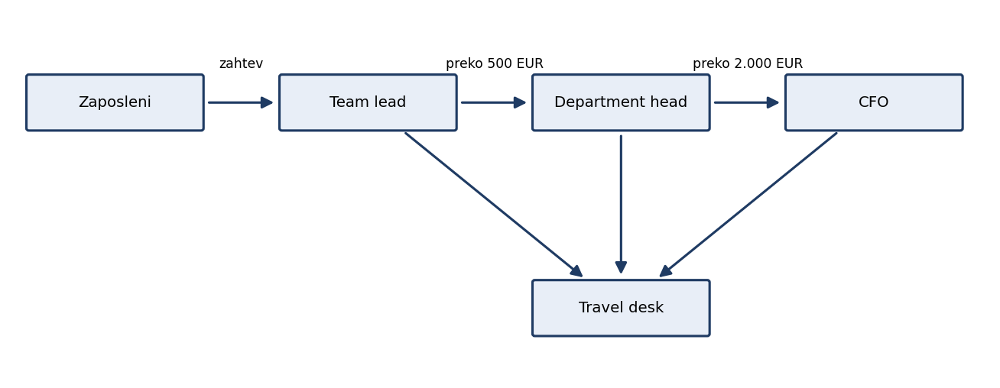 zahtev
preko 500 EUR
preko 2.000 EUR
Zaposleni
Team lead
Department head
CFO
Travel desk